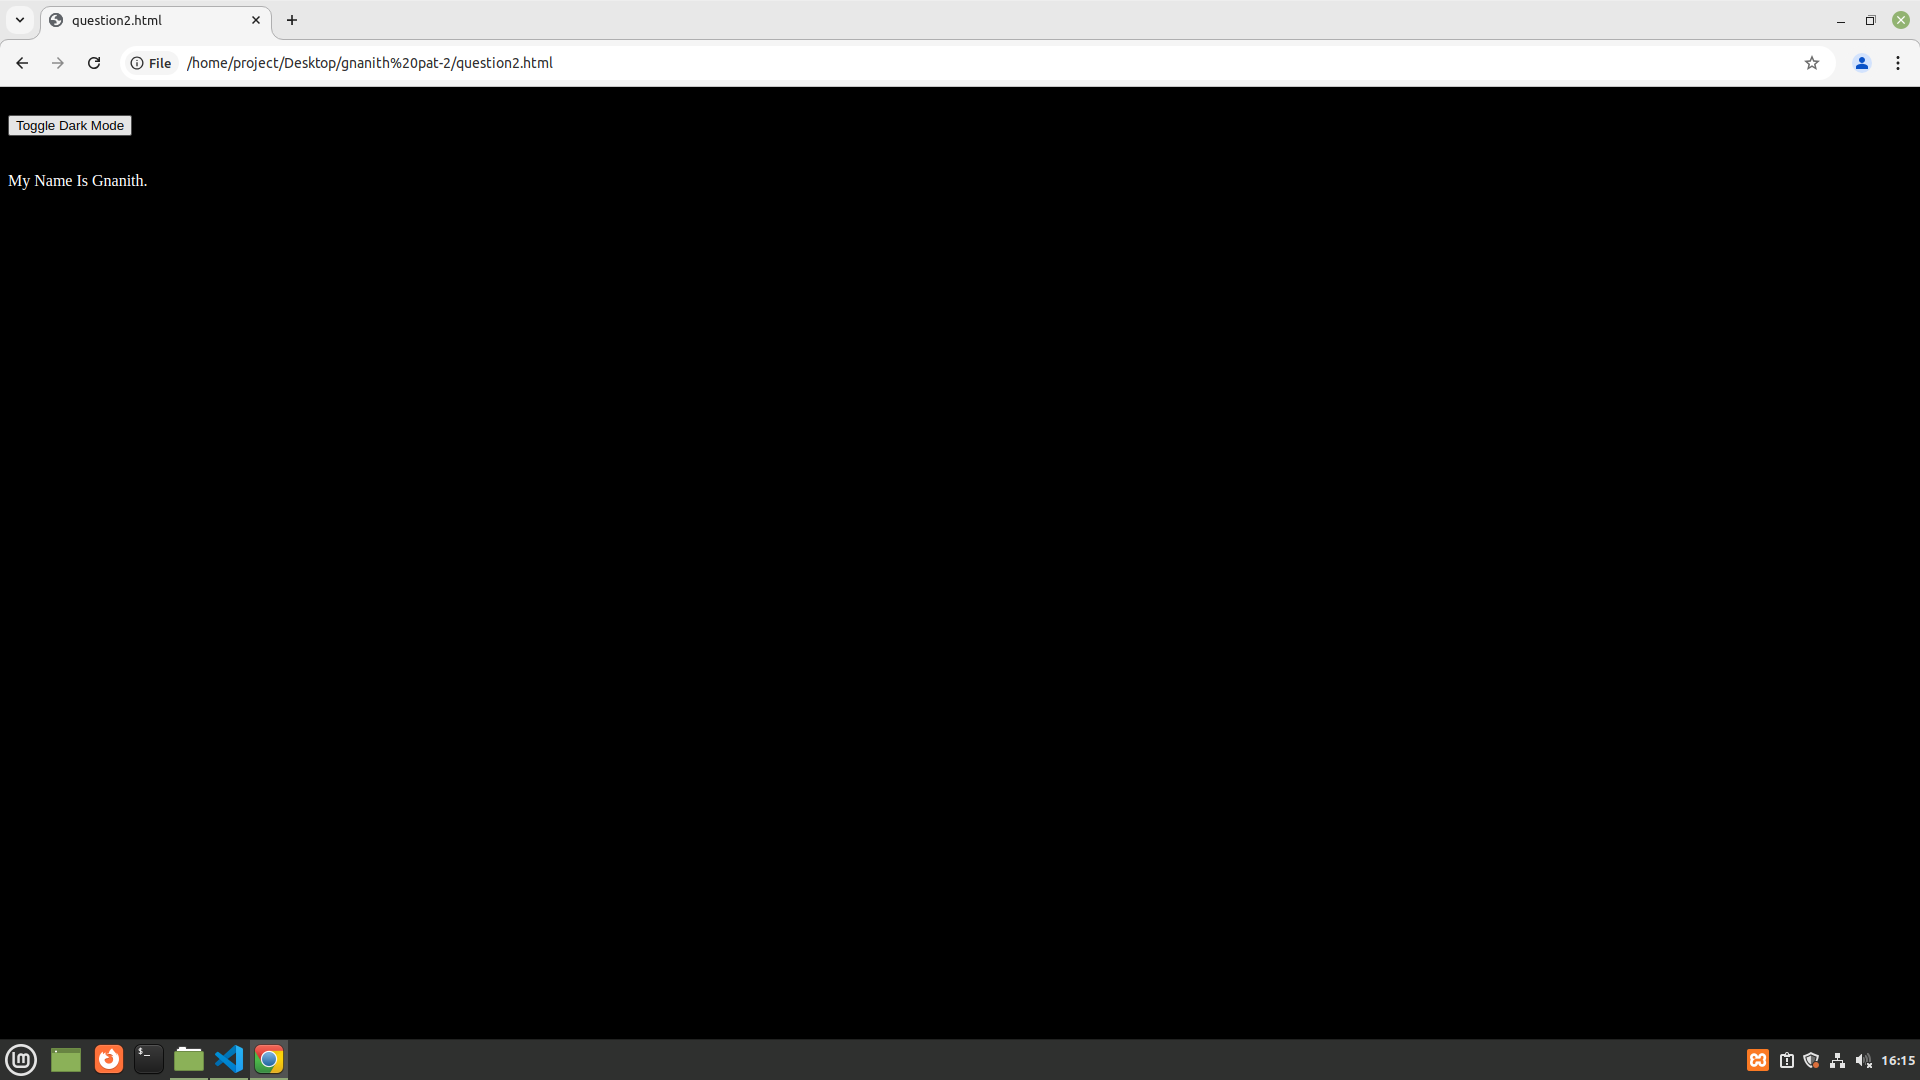 question2.html
File /home/project/Desktop/gnanith%20pat-2/question2.html
Toggle Dark Mode
My Name Is Gnanith.
$_
lm
16:15